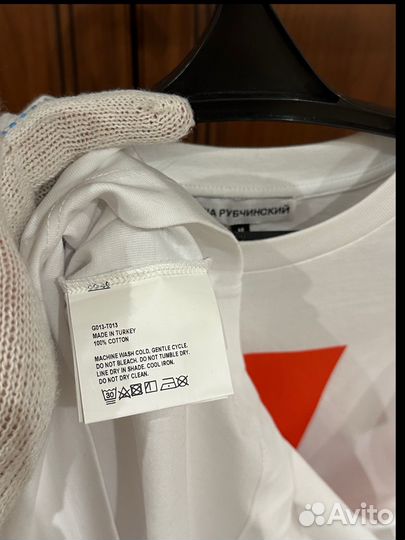 РУБЧИНСКИЙ
M
G013-T013
MADE IN TURKEY
100% COTTON
MACHINE WASH COLD, GENTLE CYCLE.
DO NOT BLEACH. DO NOT TUMBLE DRY.
LINE DRY IN SHADE. COOL IRON.
DO NOT DRY CLEAN.
30
Avito